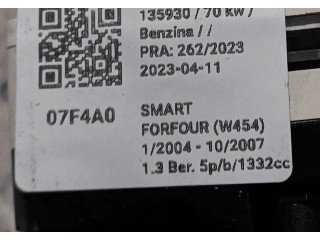 135930 / 70 kW /
Benzina / /
PRA: 262/2023
2023-04-11
07F4A0
SMART
FORFOUR (W454)
1/2004 - 10/2007
1.3 Ber. 5p/b/1332cc